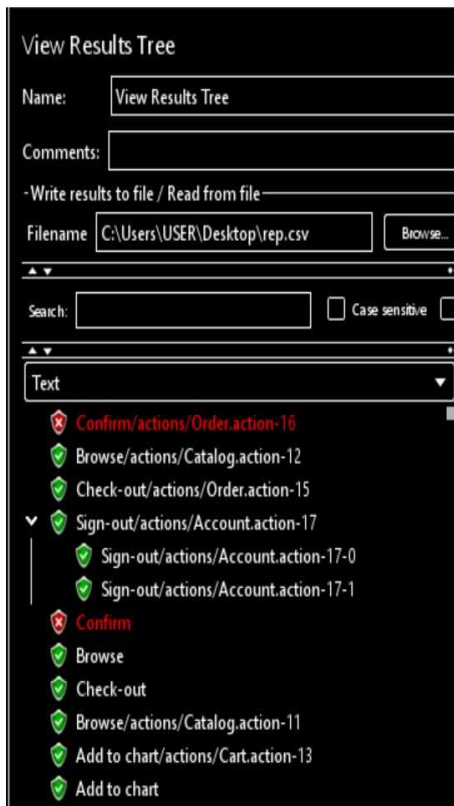 View Results Tree
Name: View Results Tree
Comments:
Write results to file / Read from file
Filename C:\Users\USER\Desktop\rep.csv Browse...
Search: Case sensitive
Text
Confirm/actions/Order.action-16
Browse/actions/Catalog.action-12
Check-out/actions/Order.action-15
Sign-out/actions/Account.action-17
Sign-out/actions/Account.action-17-0
Sign-out/actions/Account.action-17-1
Confirm
Browse
Check-out
Browse/actions/Catalog.action-11
Add to chart/actions/Cart.action-13
Add to chart